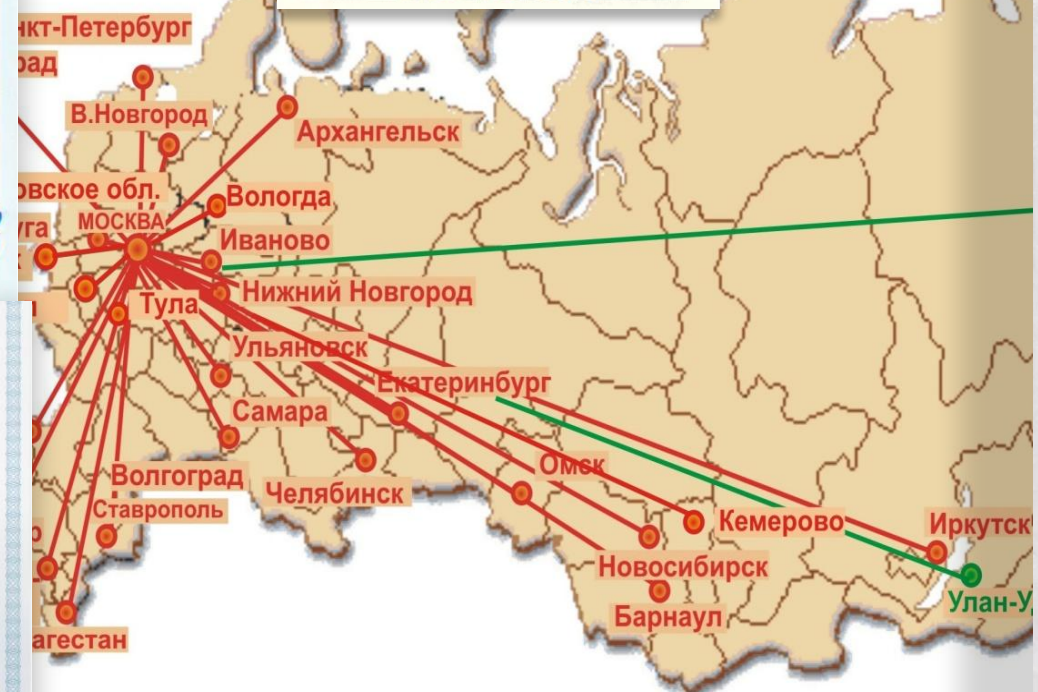 нкт-Петербург
рад
В.Новгород
Архангельск
овское обл.
Вологда
МОСКВА
уга
Иваново
к
Нижний Новгород
Тула
Ульяновск
Екатеринбург
Самара
Омск
Волгоград
Челябинск
Ставрополь
Кемерово
Иркутск
р
Новосибирск
Улан-У
Барнаул
агестан